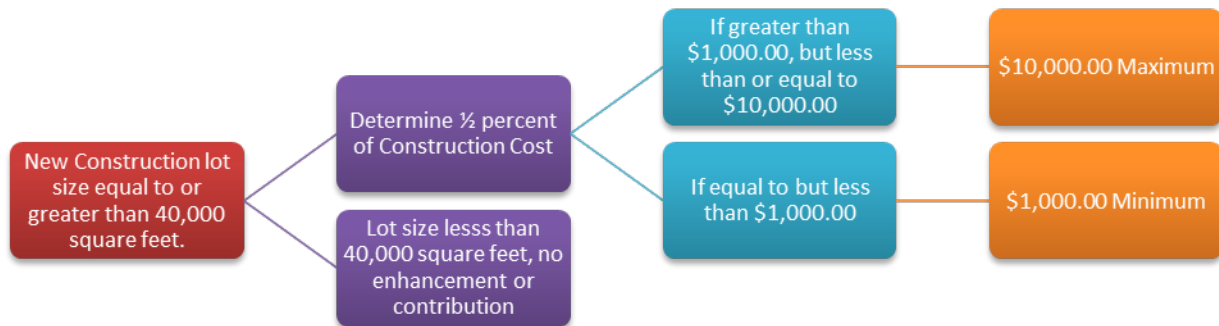 New Construction lot
size equal to or
greater than 40,000
square feet.
Determine ½ percent
of Construction Cost
Lot size lesss than
40,000 square feet, no
enhancement or
contribution
If greater than
$1,000.00, but less
than or equal to
$10,000.00
If equal to but less
than $1,000.00
$10,000.00 Maximum
$1,000.00 Minimum